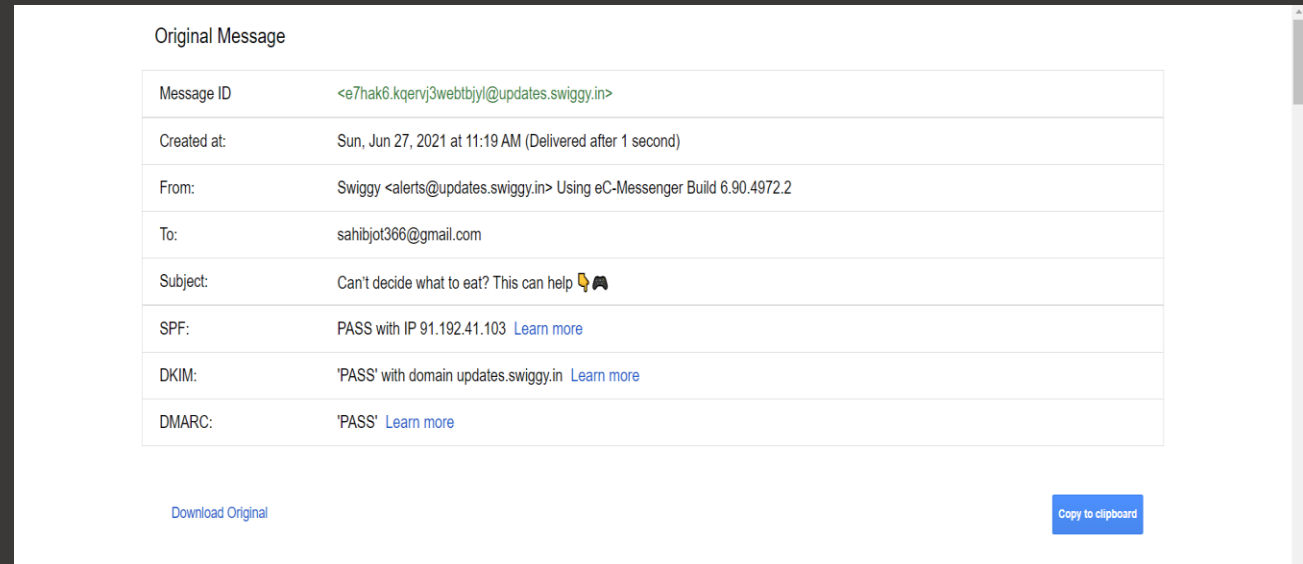 Original Message
Message ID <e7hak6.kqervj3webtbjyl@updates.swiggy.in>
Created at: Sun, Jun 27, 2021 at 11:19 AM (Delivered after 1 second)
From: Swiggy <alerts@updates.swiggy.in> Using eC-Messenger Build 6.90.4972.2
To: sahibjot366@gmail.com
Subject: Can't decide what to eat? This can help 👇🎮
SPF: PASS with IP 91.192.41.103 Learn more
DKIM: 'PASS' with domain updates.swiggy.in Learn more
DMARC: 'PASS' Learn more
Download Original Copy to clipboard